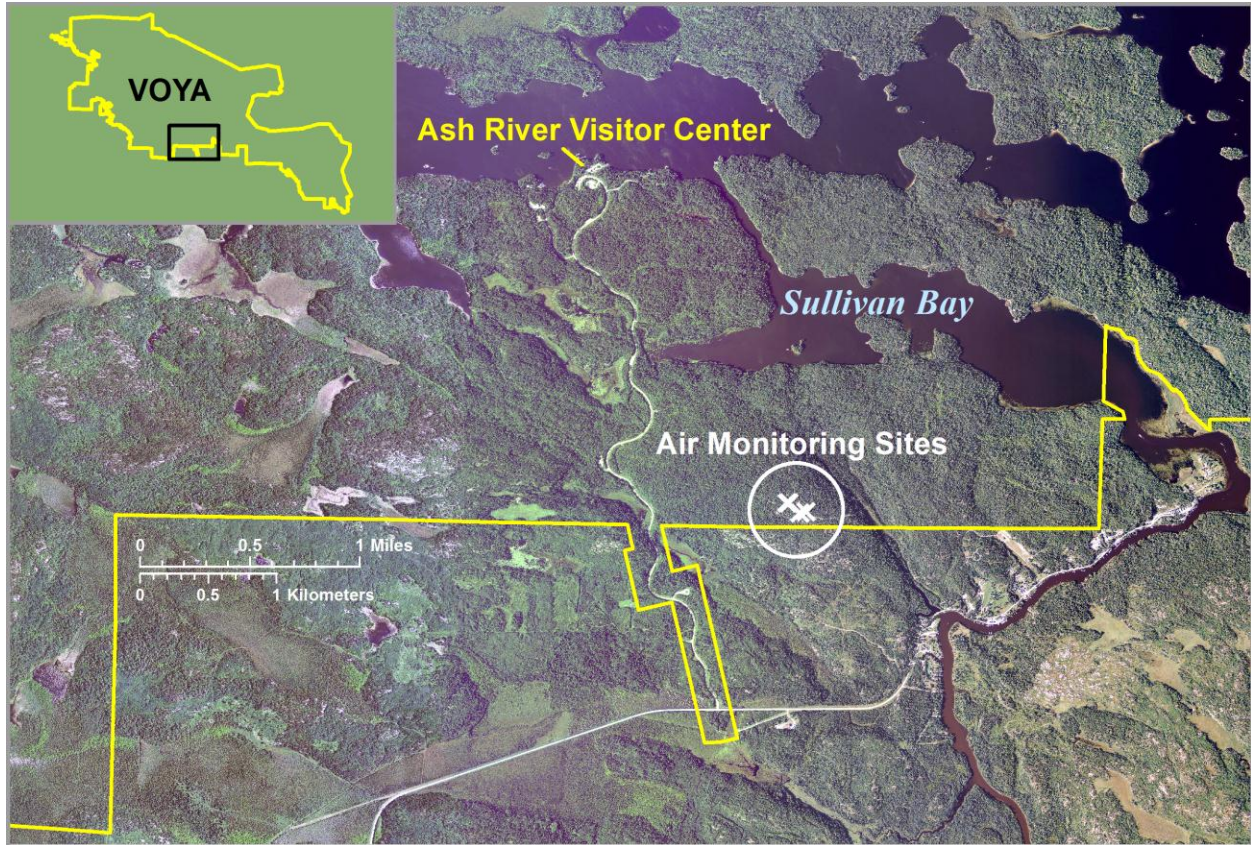 VOYA
Ash River Visitor Center
Sullivan Bay
Air Monitoring Sites
0 0.5 1 Miles
0 0.5 1 Kilometers